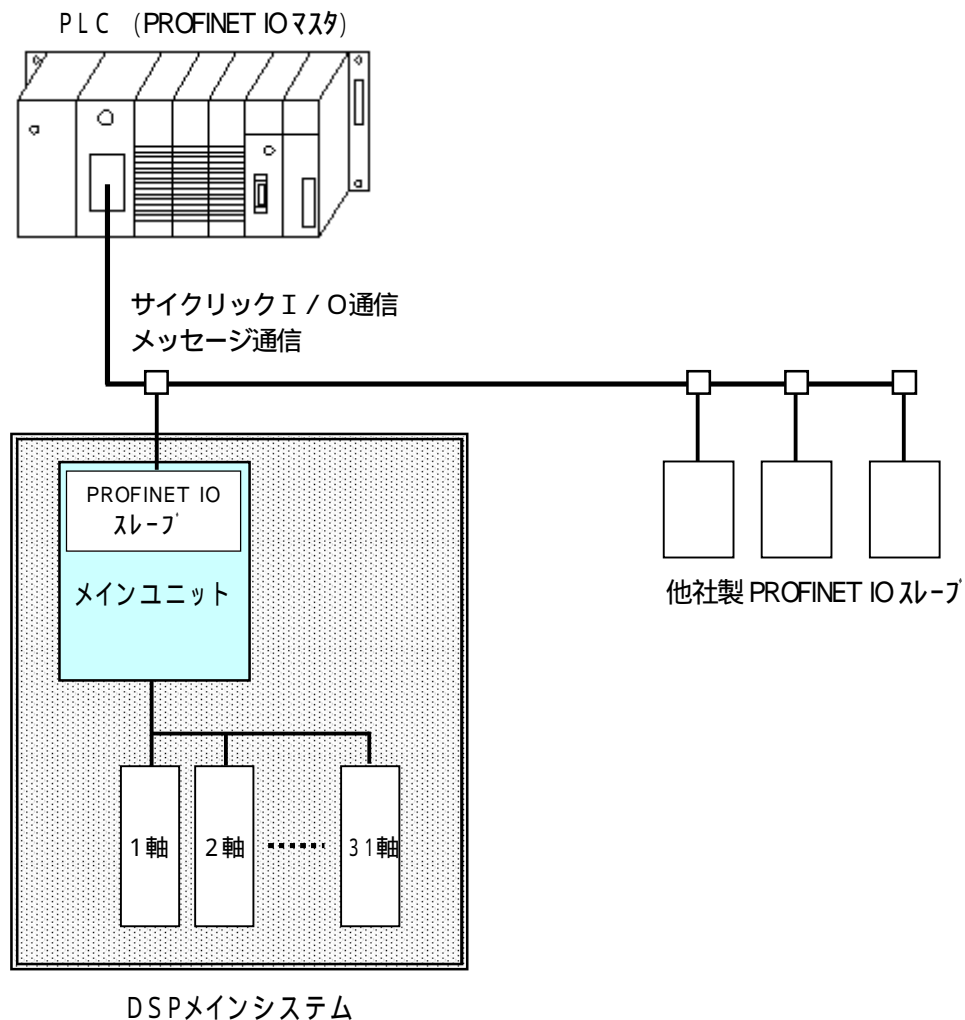 PLC (PROFINET IOマスタ)
サイクリックI/O通信
メッセージ通信
PROFINET IO
スレーブ
メインユニット
他社製 PROFINET IO スレーブ
1軸
2軸
31軸
DSPメインシステム